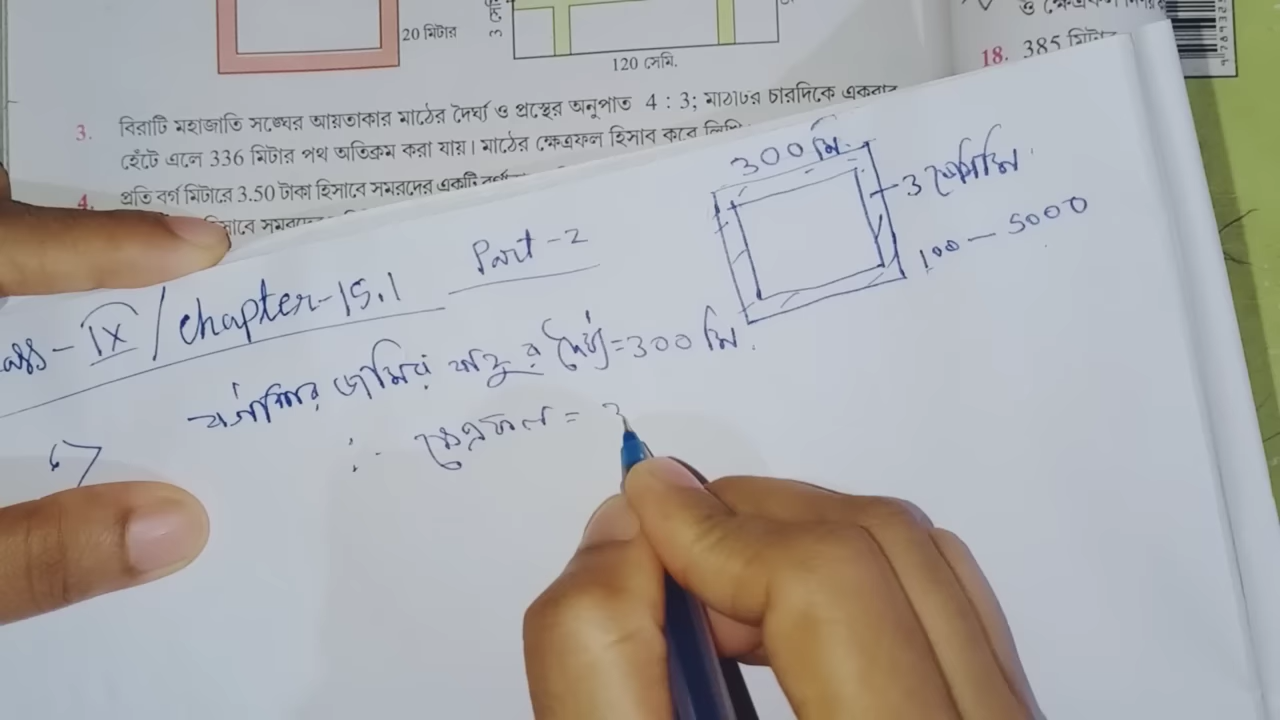 20 মিটার
120 সেমি.
18. 385 মিটার
3. বিরাটি মহাজাতি সঙ্ঘের আয়তাকার মাঠের দৈর্ঘ্য ও প্রস্থের অনুপাত 4 : 3; মাঠটির চারদিকে একবার
হেঁটে এলে 336 মিটার পথ অতিক্রম করা যায়। মাঠের ক্ষেত্রফল হিসাব করে
4. প্রতি বর্গ মিটারে 3.50 টাকা হিসাবে সমরদের একটি
হিসাবে
300 মি.
3 ডেসিমি.
100 — 5000
Part-2
IX / Chapter-15.1
বর্গাকার জমির বাহুর দৈর্ঘ্য = 300 মি.
∴ ক্ষেত্রফল = 3